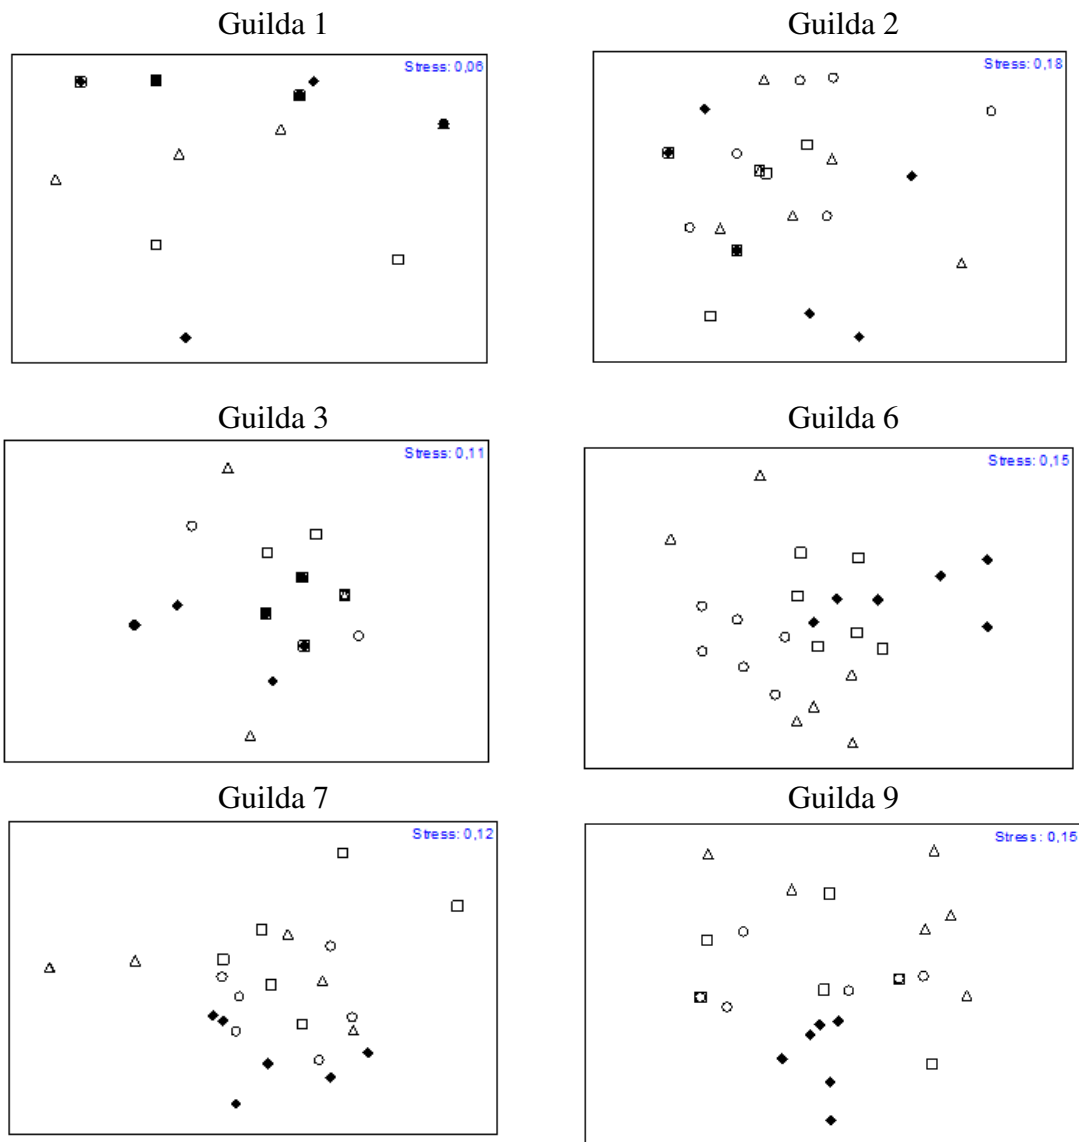 Guilda 1
Guilda 2
Stress: 0,06
Stress: 0,18
Guilda 3
Guilda 6
Stress: 0,11
Stress: 0,15
Guilda 7
Guilda 9
Stress: 0,12
Stress: 0,15